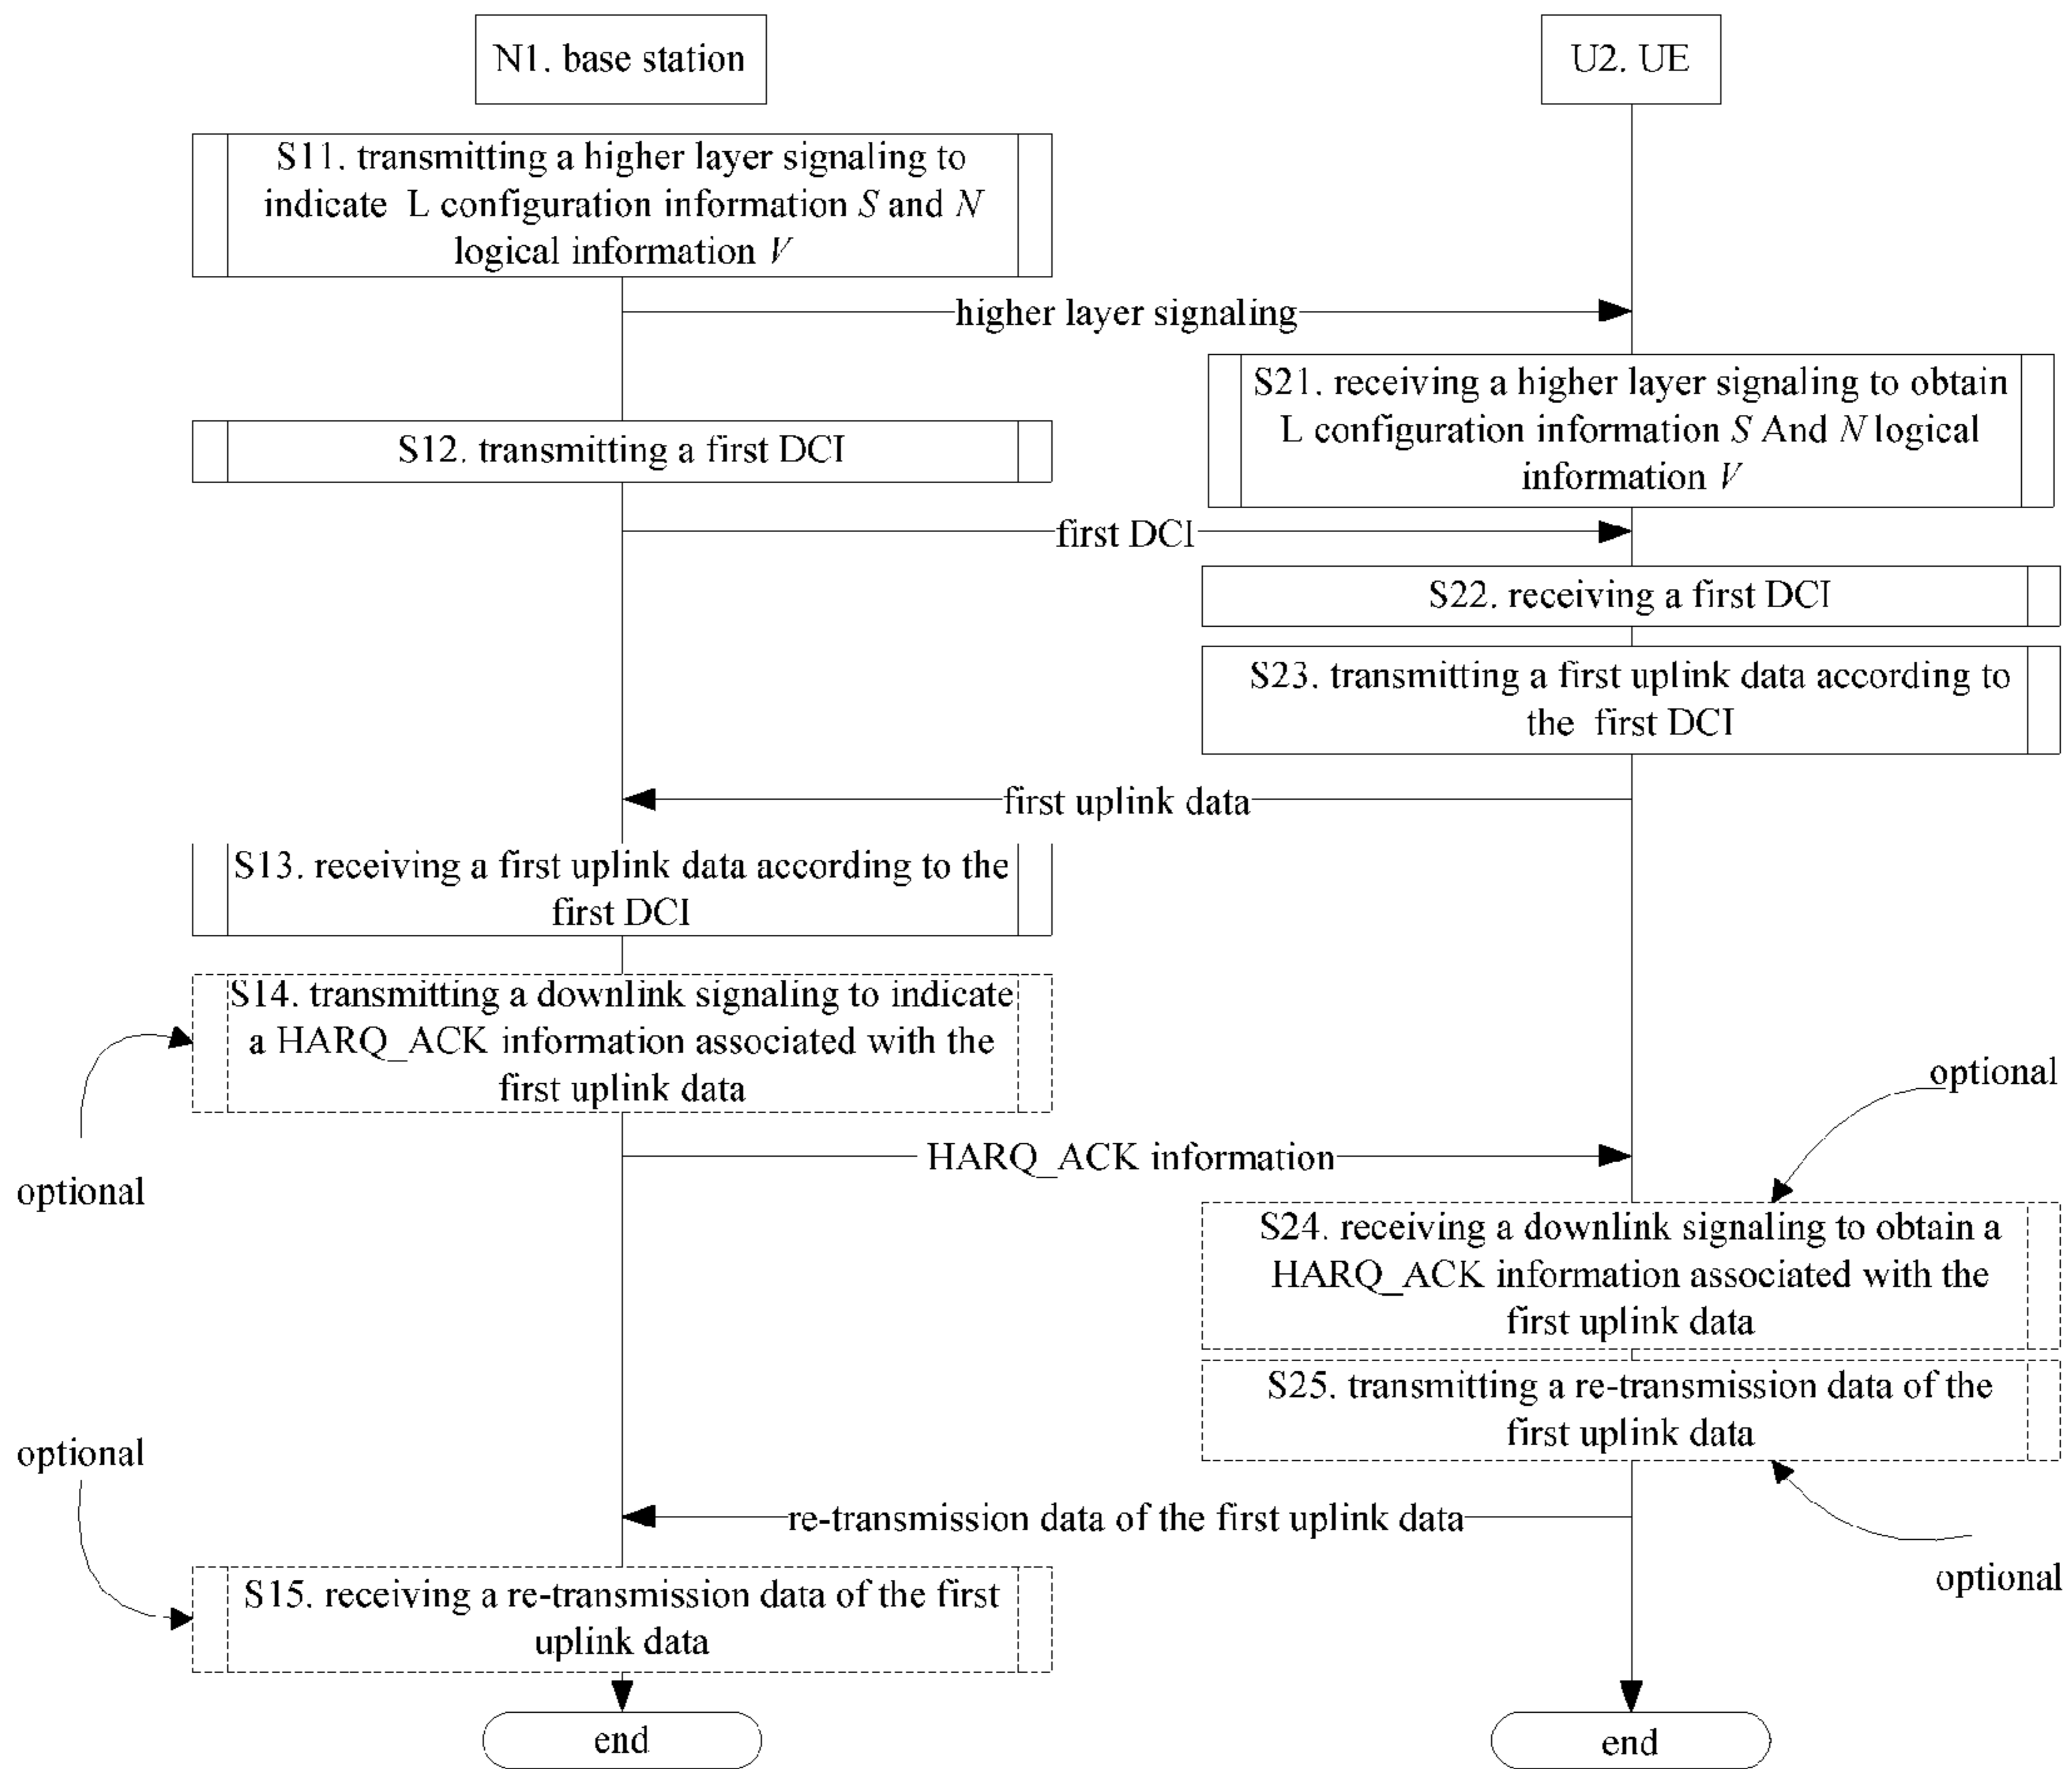 N1. base station
U2. UE
S11. transmitting a higher layer signaling to
indicate L configuration information S and N
logical information V
higher layer signaling
S21. receiving a higher layer signaling to obtain
L configuration information S And N logical
information V
S12. transmitting a first DCI
first DCI
S22. receiving a first DCI
S23. transmitting a first uplink data according to
the first DCI
first uplink data
S13. receiving a first uplink data according to the
first DCI
S14. transmitting a downlink signaling to indicate
a HARQ_ACK information associated with the
first uplink data
optional
optional
HARQ_ACK information
S24. receiving a downlink signaling to obtain a
HARQ_ACK information associated with the
first uplink data
S25. transmitting a re-transmission data of the
first uplink data
optional
re-transmission data of the first uplink data
optional
S15. receiving a re-transmission data of the first
uplink data
end
end